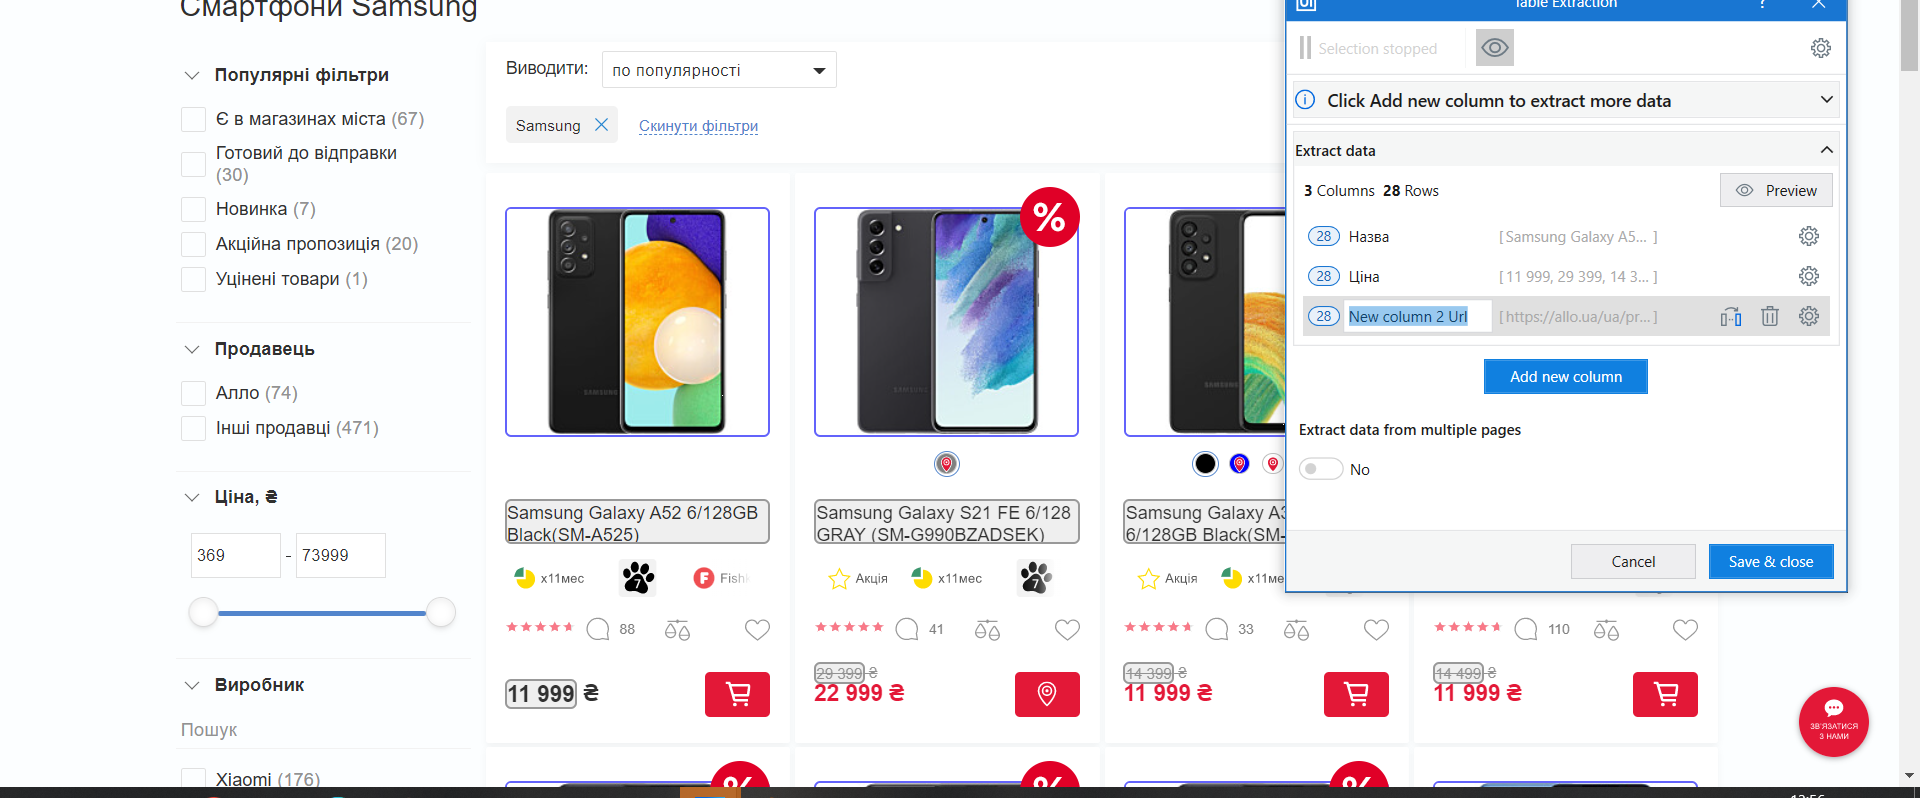 Смартфони Samsung
Популярні фільтри
Є в магазинах міста (67)
Готовий до відправки
(30)
Новинка (7)
Акційна пропозиція (20)
Уцінені товари (1)
Продавець
Алло (74)
Інші продавці (471)
Ціна, ₴
369 - 73999
Виробник
Пошук
Xiaomi (176)
Виводити: по популярності
Samsung Скинути фільтри
%
SAMSUNG
Samsung Galaxy A52 6/128GB
Black(SM-A525)
x11мес 7 F Fishk
88
11 999 ₴
Samsung Galaxy S21 FE 6/128
GRAY (SM-G990BZADSEK)
Акція x11мес 7
41
29 399 ₴
22 999 ₴
Samsung Galaxy A3
6/128GB Black(SM-
Акція x11ме
33
14 399 ₴
11 999 ₴
110
14 499 ₴
11 999 ₴
% % %
Table Extraction ?
Selection stopped
Click Add new column to extract more data
Extract data
3 Columns 28 Rows Preview
28 Назва [Samsung Galaxy A5... ]
28 Ціна [11 999, 29 399, 14 3... ]
28 New column 2 Url [https://allo.ua/ua/pr... ]
Add new column
Extract data from multiple pages
No
Cancel Save & close
ЗВ'ЯЗАТИСЯ
З НАМИ